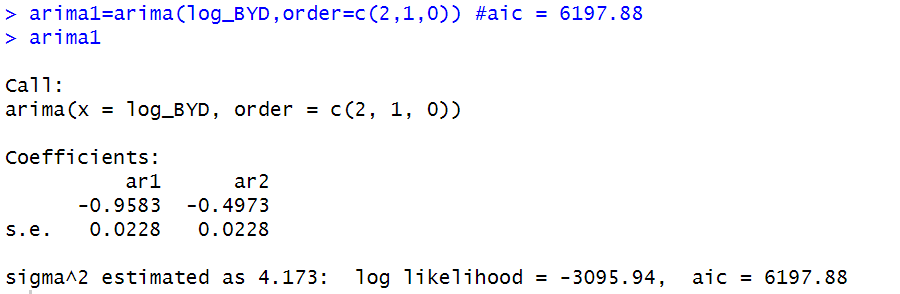 > arima1=arima(log_BYD,order=c(2,1,0)) #aic = 6197.88
> arima1
Call:
arima(x = log_BYD, order = c(2, 1, 0))
Coefficients:
          ar1      ar2
      -0.9583  -0.4973
s.e.   0.0228   0.0228
sigma^2 estimated as 4.173:  log likelihood = -3095.94,  aic = 6197.88